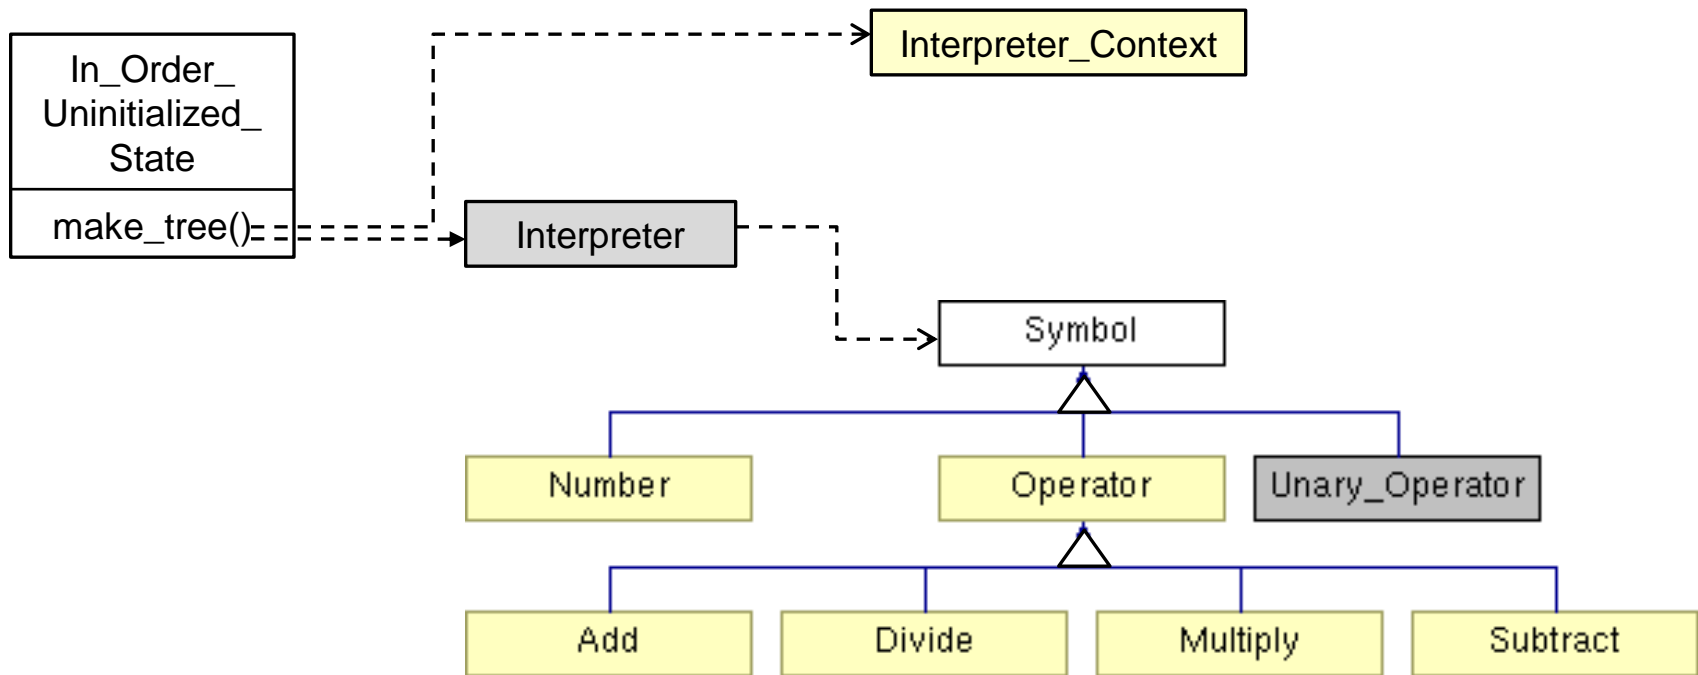 Interpreter_Context
In_Order_
Uninitialized_
State
make_tree()
Interpreter
Symbol
Number
Operator
Unary_Operator
Add
Divide
Multiply
Subtract